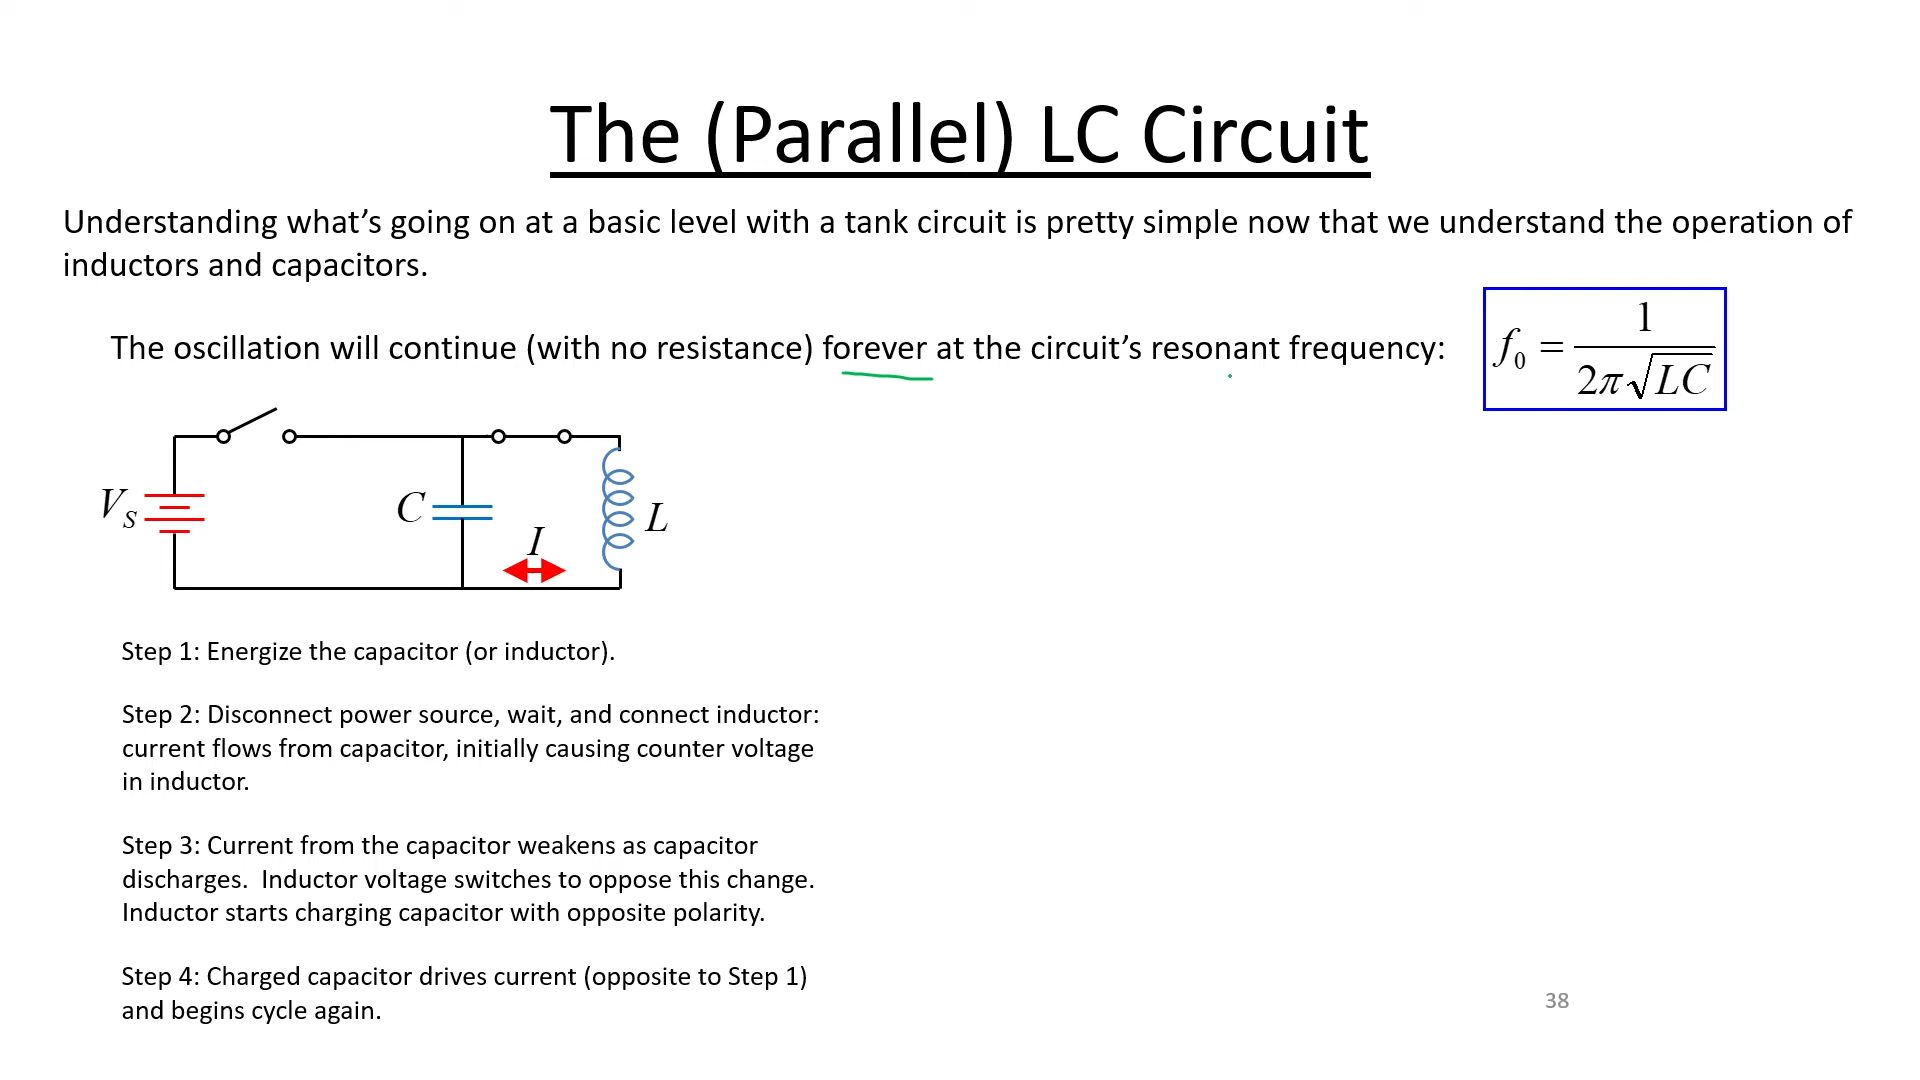 The (Parallel) LC Circuit
Understanding what’s going on at a basic level with a tank circuit is pretty simple now that we understand the operation of
inductors and capacitors.
The oscillation will continue (with no resistance) forever at the circuit’s resonant frequency:
f₀ = 1 / 2π√LC
V_S
C
I
L
Step 1: Energize the capacitor (or inductor).
Step 2: Disconnect power source, wait, and connect inductor:
current flows from capacitor, initially causing counter voltage
in inductor.
Step 3: Current from the capacitor weakens as capacitor
discharges.  Inductor voltage switches to oppose this change.
Inductor starts charging capacitor with opposite polarity.
Step 4: Charged capacitor drives current (opposite to Step 1)
and begins cycle again.
38